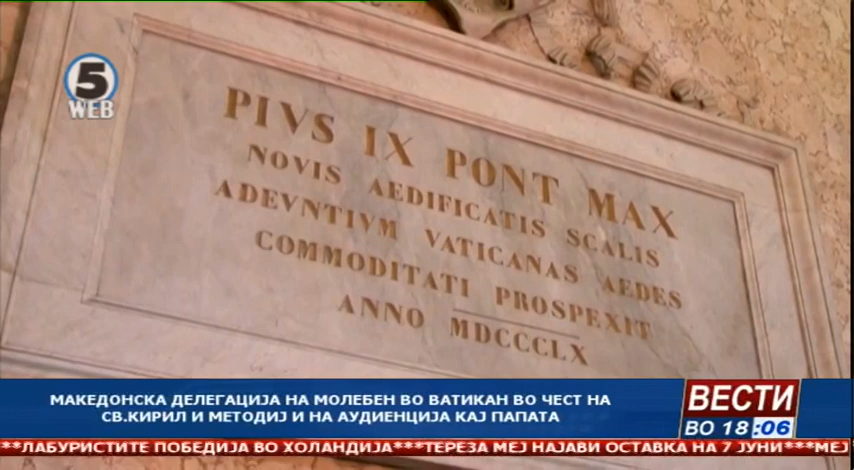 5
WEB
PIVS IX PONT MAX
NOVIS AEDIFICATIS SCALIS
ADEVNTIVM VATICANAS AEDES
COMMODITATI PROSPEXIT
ANNO MDCCCLX
МАКЕДОНСКА ДЕЛЕГАЦИЈА НА МОЛЕБЕН ВО ВАТИКАН ВО ЧЕСТ НА
СВ.КИРИЛ И МЕТОДИЈ И НА АУДИЕНЦИЈА КАЈ ПАПАТА
ВЕСТИ
ВО 18:06
**ЛАБУРИСТИТЕ ПОБЕДИЈА ВО ХОЛАНДИЈА***ТЕРЕЗА МЕЈ НАЈАВИ ОСТАВКА НА 7 ЈУНИ***МЕЈ